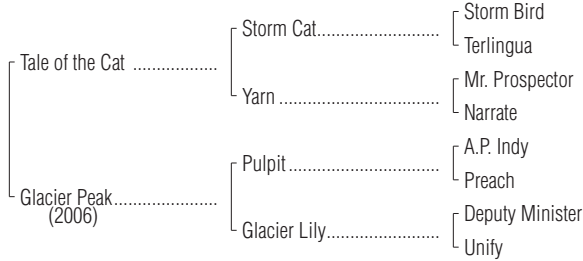 Storm Bird
Storm Cat..............................
Terlingua
Tale of the Cat .................
Mr. Prospector
Yarn ......................................
Narrate
A.P. Indy
Pulpit....................................
Preach
Glacier Peak.....................
(2006)
Deputy Minister
Glacier Lily...........................
Unify